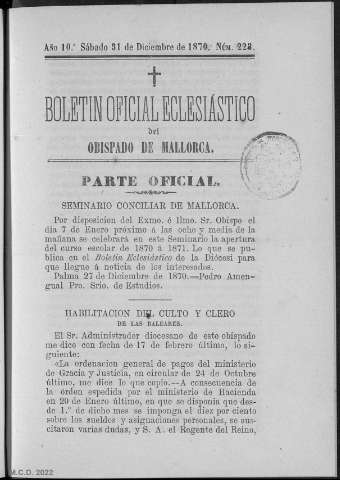 Año 10.º Sábado 31 de Diciembre de 1870. Núm. 228.
BOLETIN OFICIAL ECLESIÁSTICO
del
OBISPADO DE MALLORCA.
PARTE OFICIAL.
SEMINARIO CONCILIAR DE MALLORCA.
Por disposicion del Exmo. é Ilmo. Sr. Obispo el
dia 7 de Enero próximo á las ocho y media de la
mañana se celebrará en este Seminario la apertura
del curso escolar de 1870 á 1871. Lo que se pu-
blica en el Boletin Eclesiástico de la Diócesi para
que llegue á noticia de los interesados.
Palma 27 de Diciembre de 1870.—Pedro Amen-
gual Pro. Srio. de Estudios.
HABILITACION DEL CULTO Y CLERO
DE LAS BALEARES.
El Sr. Administrador diocesano de este obispado
me dice con fecha de 17 de febrero último, lo si-
guiente:
«La ordenacion general de pagos del ministerio
de Gracia y Justicia, en circular de 24 de Octubre
último, me dice lo que copio.—A consecuencia de
la orden espedida por el ministerio de Hacienda
en 20 de Enero último, en que se disponia que des-
de 1.º de dicho mes se imponga el diez por ciento
sobre los sueldos y asignaciones personales, se sus-
citaron varias dudas, y S. A. el Regente del Reino,
M.C.D. 2022